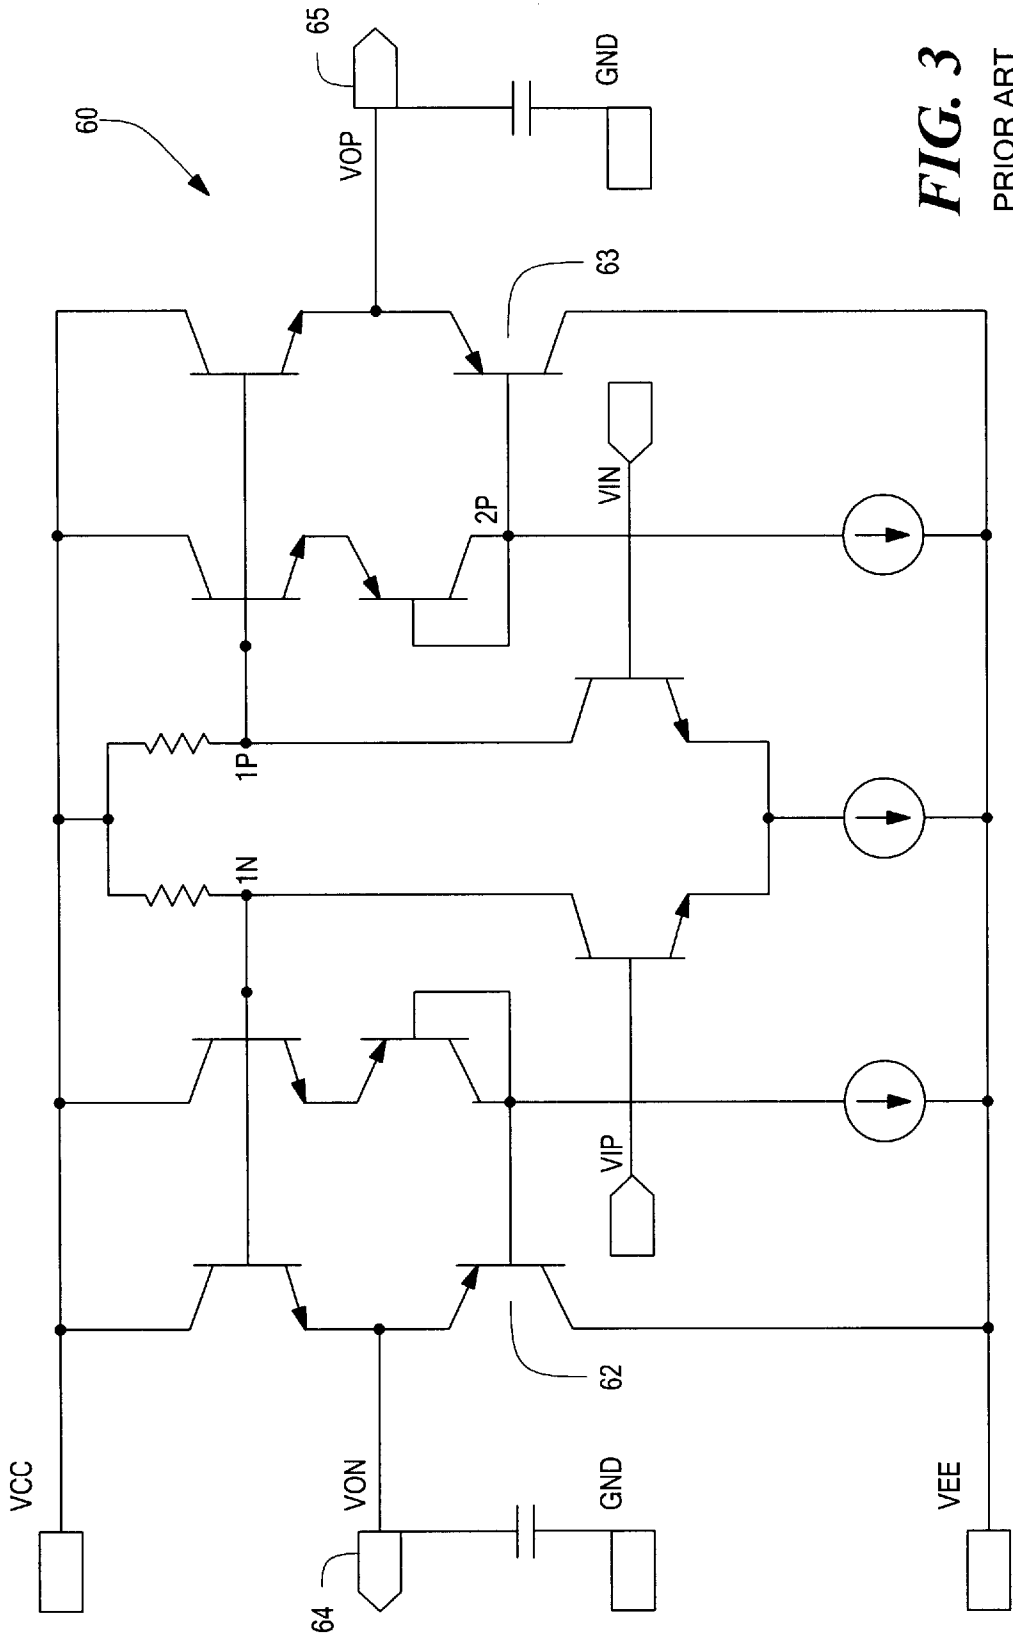 60
65
VCC
1N
1P
VON
VOP
64
2P
63
GND
62
VIP
VIN
GND
VEE
FIG. 3
PRIOR ART